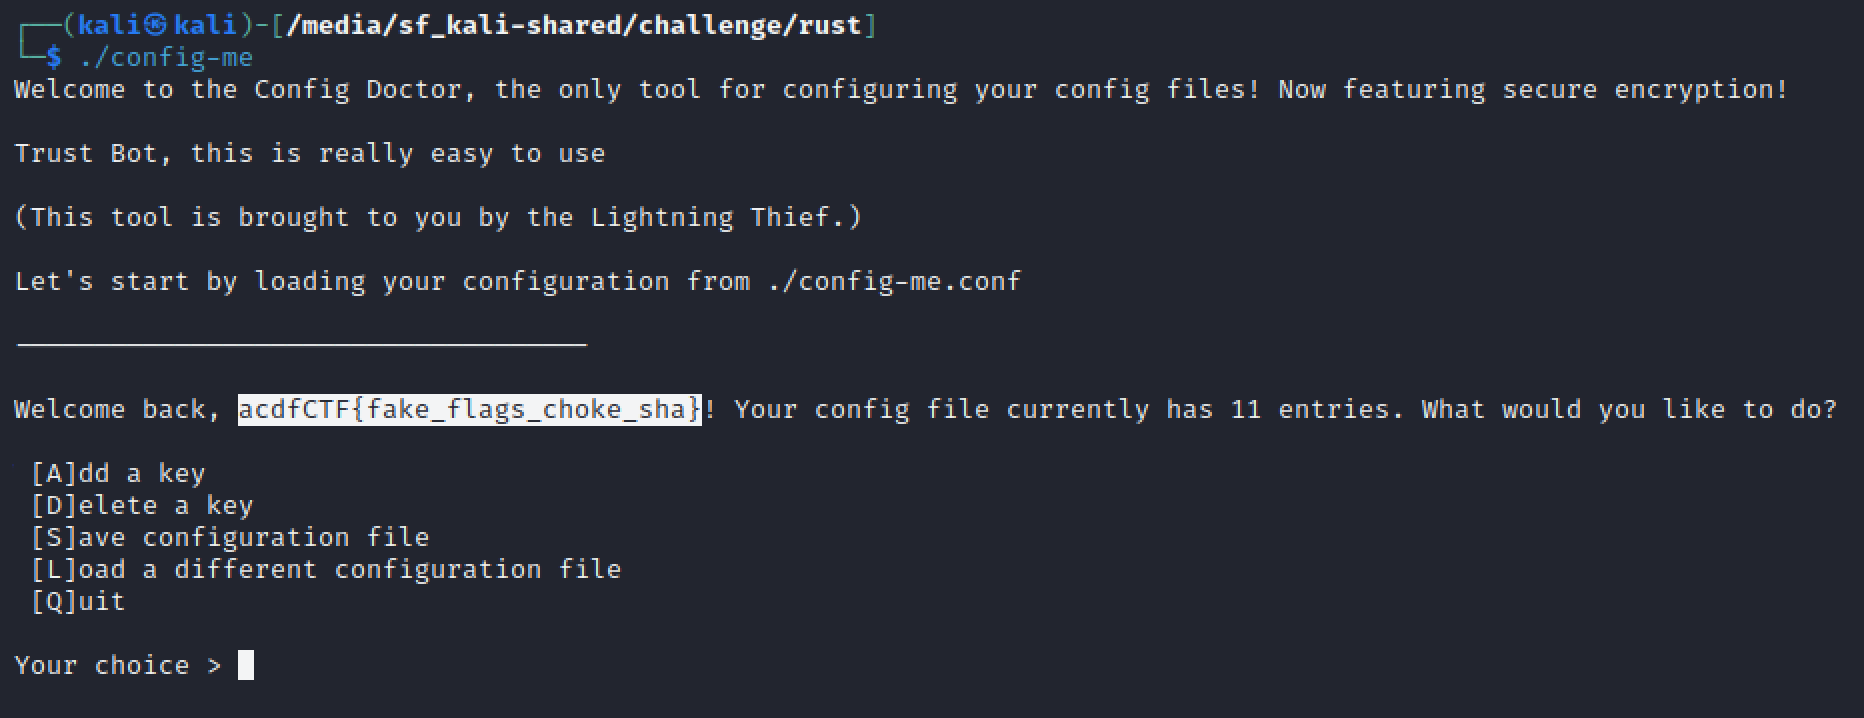 ┌──(kali㉿kali)-[/media/sf_kali-shared/challenge/rust]
└─$ ./config-me
Welcome to the Config Doctor, the only tool for configuring your config files! Now featuring secure encryption!
Trust Bot, this is really easy to use
(This tool is brought to you by the Lightning Thief.)
Let's start by loading your configuration from ./config-me.conf
Welcome back, acdfCTF{fake_flags_choke_sha}! Your config file currently has 11 entries. What would you like to do?
[A]dd a key
[D]elete a key
[S]ave configuration file
[L]oad a different configuration file
[Q]uit
Your choice >